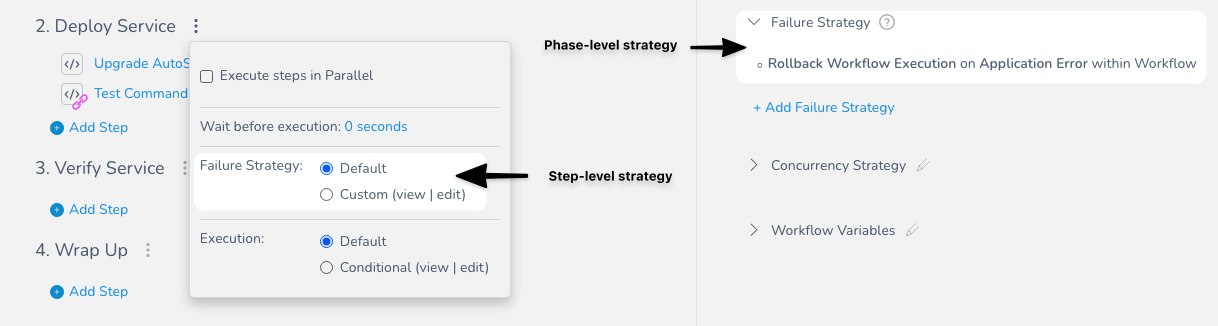 2. Deploy Service
</> Upgrade AutoS
</> Test Command
+ Add Step
3. Verify Service
+ Add Step
4. Wrap Up
+ Add Step
Execute steps in Parallel
Wait before execution: 0 seconds
Failure Strategy:
Default
Custom (view | edit)
Execution:
Default
Conditional (view | edit)
Phase-level strategy
Step-level strategy
Failure Strategy ?
Rollback Workflow Execution on Application Error within Workflow
+ Add Failure Strategy
Concurrency Strategy
Workflow Variables